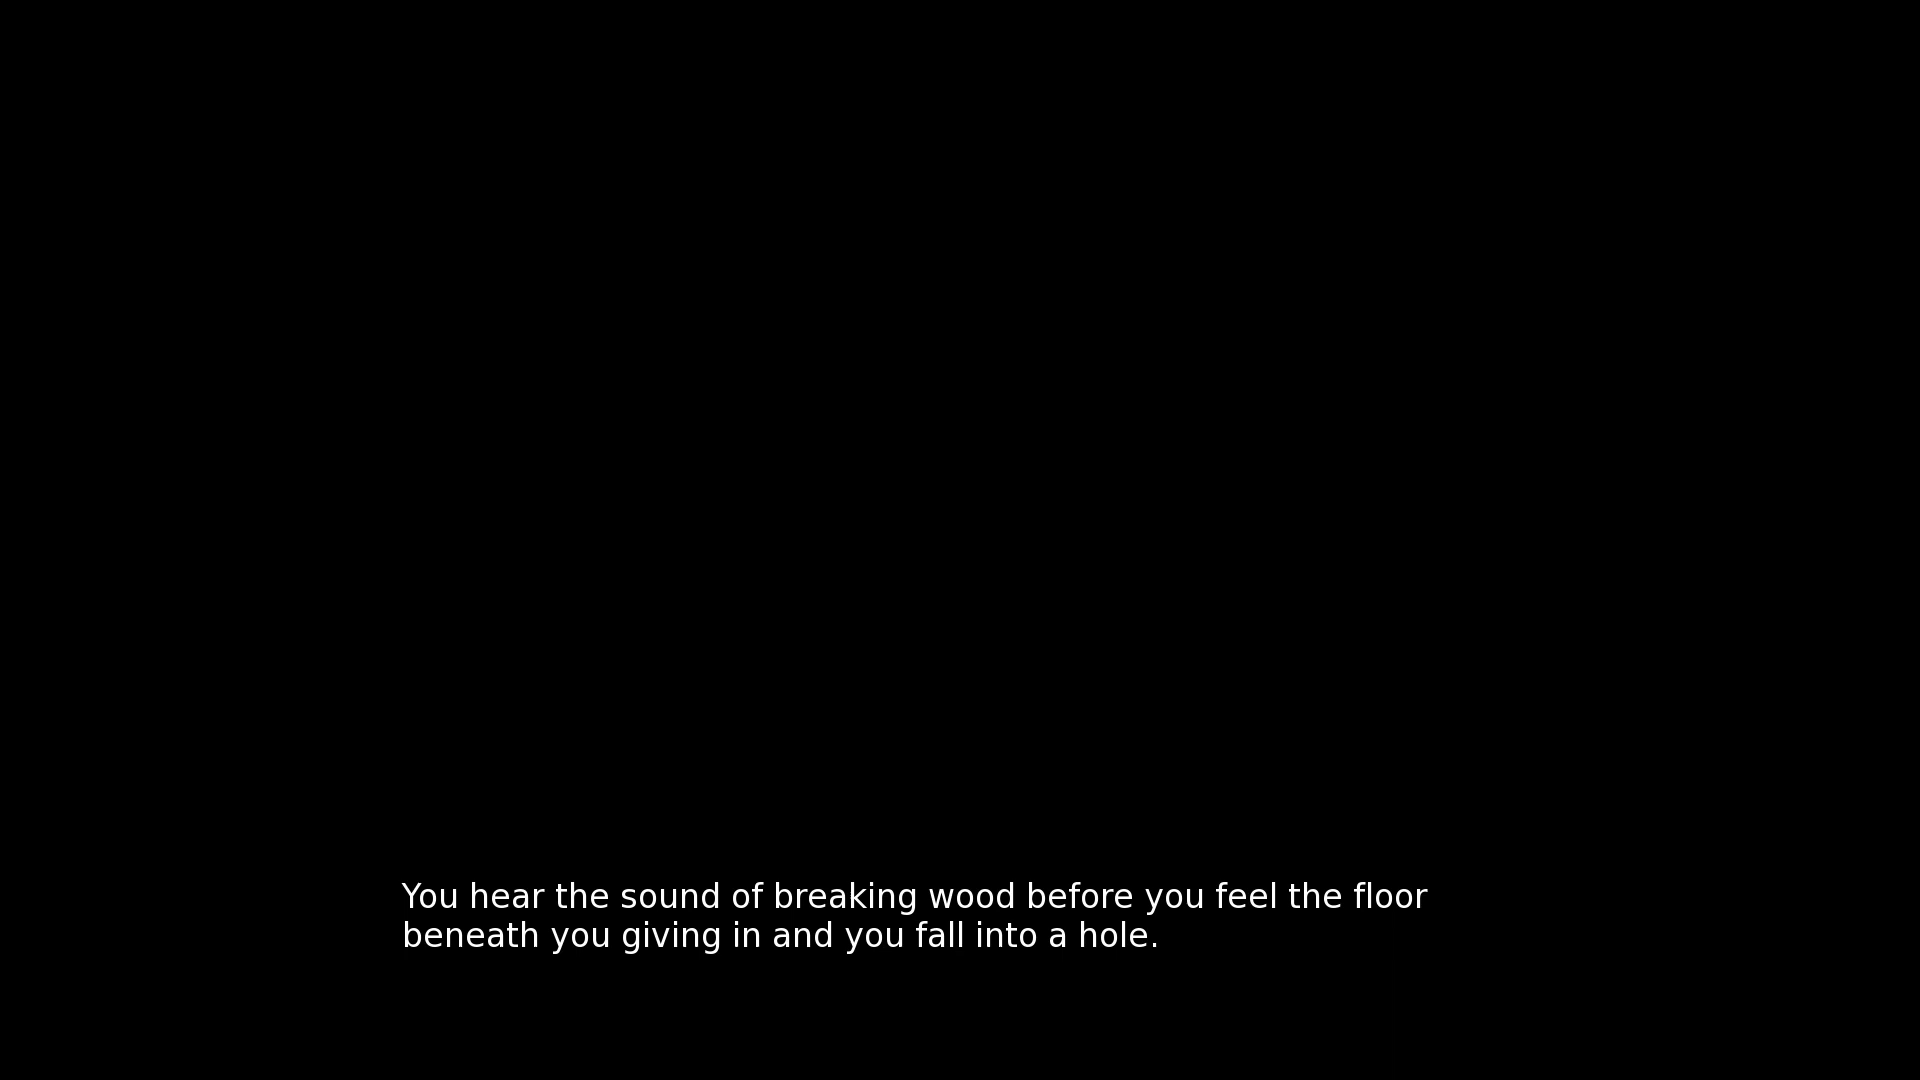 You hear the sound of breaking wood before you feel the floor
beneath you giving in and you fall into a hole.